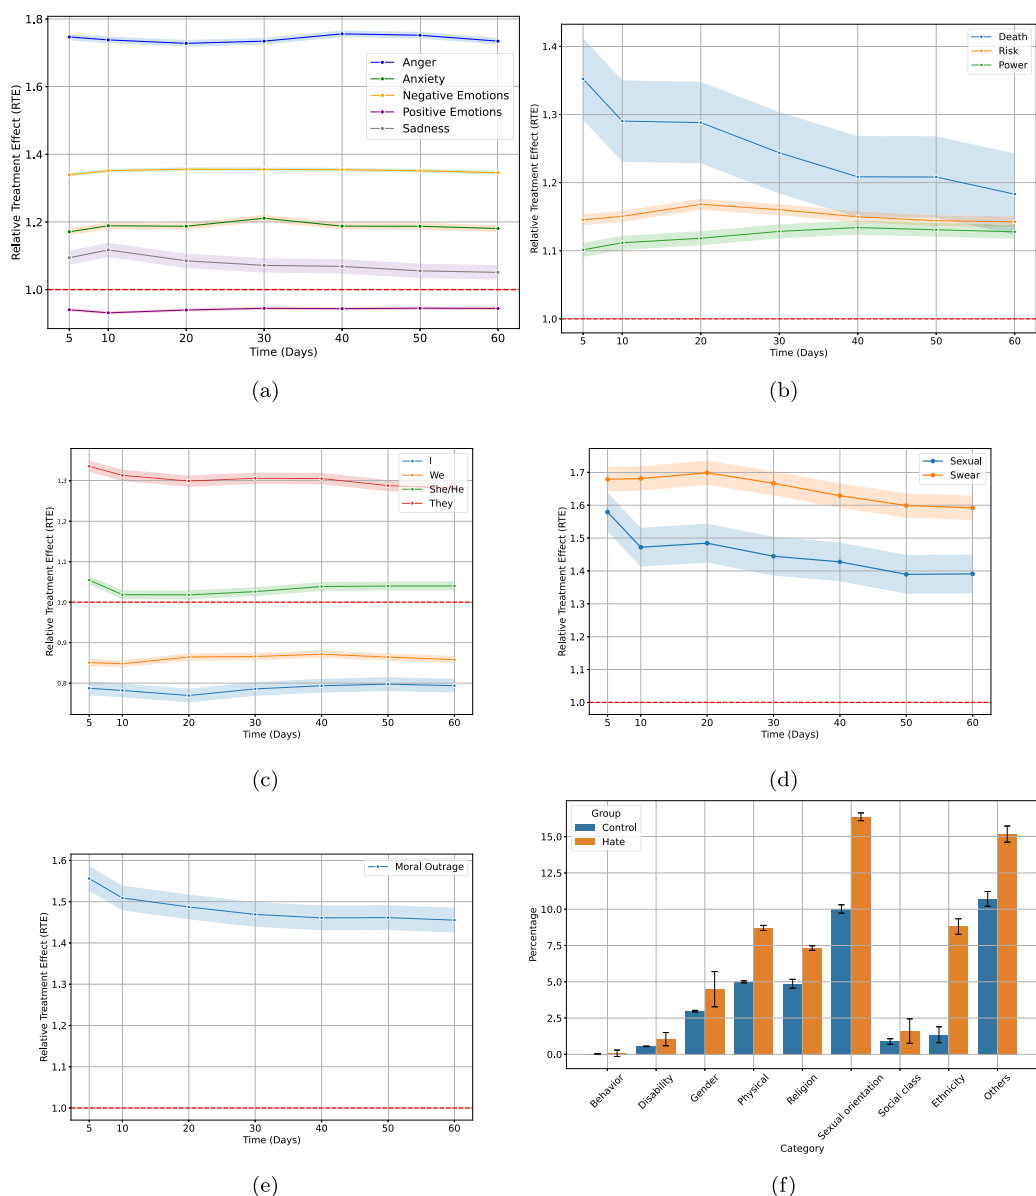 1.8
1.6
1.4
1.2
1.0
Relative Treatment Effect (RTE)
5 10 20 30 40 50 60
Time (Days)
Anger
Anxiety
Negative Emotions
Positive Emotions
Sadness
(a)
1.4
1.3
1.2
1.1
1.0
Relative Treatment Effect (RTE)
5 10 20 30 40 50 60
Time (Days)
Death
Risk
Power
(b)
1.3
1.2
1.1
1.0
0.9
0.8
Relative Treatment Effect (RTE)
5 10 20 30 40 50 60
Time (Days)
I
We
She/He
They
(c)
1.7
1.6
1.5
1.4
1.3
1.2
1.1
1.0
Relative Treatment Effect (RTE)
5 10 20 30 40 50 60
Time (Days)
Sexual
Swear
(d)
1.6
1.5
1.4
1.3
1.2
1.1
1.0
Relative Treatment Effect (RTE)
5 10 20 30 40 50 60
Time (Days)
Moral Outrage
(e)
Group
Control
Hate
15.0
12.5
10.0
7.5
5.0
2.5
0.0
Percentage
Behavior
Disability
Gender
Physical
Religion
Sexual orientation
Social class
Ethnicity
Others
Category
(f)